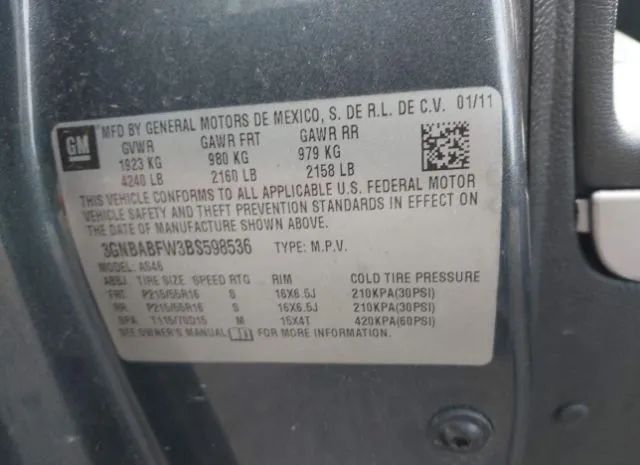 GM
MFD BY GENERAL MOTORS DE MEXICO, S. DE R.L. DE C.V. 01/11
GVWR GAWR FRT GAWR RR
1923 KG 980 KG 979 KG
4240 LB 2160 LB 2158 LB
THIS VEHICLE CONFORMS TO ALL APPLICABLE U.S. FEDERAL MOTOR
VEHICLE SAFETY AND THEFT PREVENTION STANDARDS IN EFFECT ON
THE DATE OF MANUFACTURE SHOWN ABOVE.
3GNBABFW3BS598536 TYPE: M.P.V.
MODEL: AS46
TIRE SIZE SPEED RTG RIM COLD TIRE PRESSURE
FRT P215/55R16 S 16X6.5J 210KPA(30PSI)
RR P215/55R16 S 16X6.5J 210KPA(30PSI)
SPA T115/70D15 M 15X4T 420KPA(60PSI)
SEE OWNER'S MANUAL FOR MORE INFORMATION.